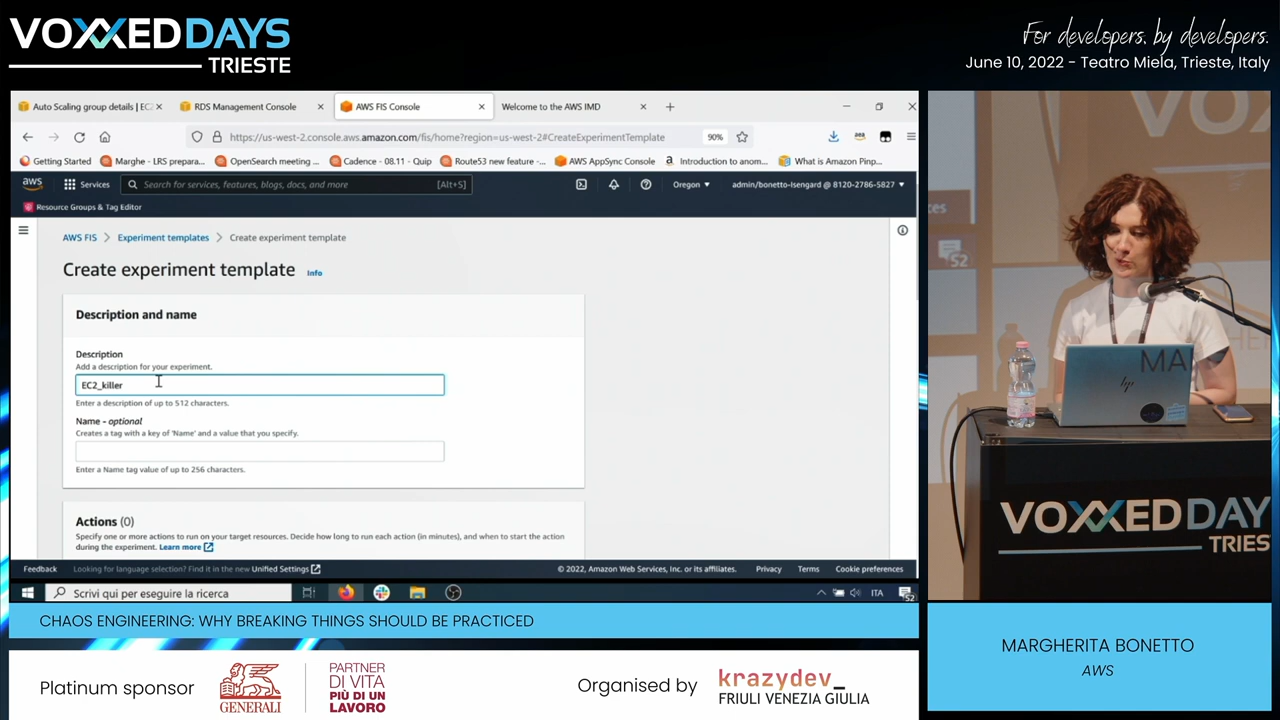 VOXXEDDAYS
TRIESTE
For developers, by developers.
June 10, 2022 - Teatro Miela, Trieste, Italy
Auto Scaling group details | EC2
RDS Management Console
AWS FIS Console
Welcome to the AWS IMD
https://us-west-2.console.aws.amazon.com/fis/home?region=us-west-2#CreateExperimentTemplate
90%
Getting Started
Marghe - LRS prepara...
OpenSearch meeting ...
Cadence - 08.11 - Quip
Route53 new feature -...
AWS AppSync Console
Introduction to anom...
What is Amazon Pinp...
aws
Services
Search for services, features, blogs, docs, and more
[Alt+S]
Oregon
admin/bonetto-Isengard @ 8120-2786-5827
Resource Groups & Tag Editor
AWS FIS > Experiment templates > Create experiment template
Create experiment template Info
Description and name
Description
Add a description for your experiment.
EC2_killer
Enter a description of up to 512 characters.
Name - optional
Creates a tag with a key of 'Name' and a value that you specify.
Enter a Name tag value of up to 256 characters.
Actions (0)
Specify one or more actions to run on your target resources. Decide how long to run each action (in minutes), and when to start the action
during the experiment. Learn more
Feedback
Looking for language selection? Find it in the new Unified Settings
© 2022, Amazon Web Services, Inc. or its affiliates.
Privacy
Terms
Cookie preferences
Scrivi qui per eseguire la ricerca
ITA
52
52
hp
VOXXEDDAY
TRIES
CHAOS ENGINEERING: WHY BREAKING THINGS SHOULD BE PRACTICED
MARGHERITA BONETTO
AWS
Platinum sponsor
GENERALI
PARTNER
DI VITA
PIÙ DI UN
LAVORO
Organised by
krazydev_
FRIULI VENEZIA GIULIA